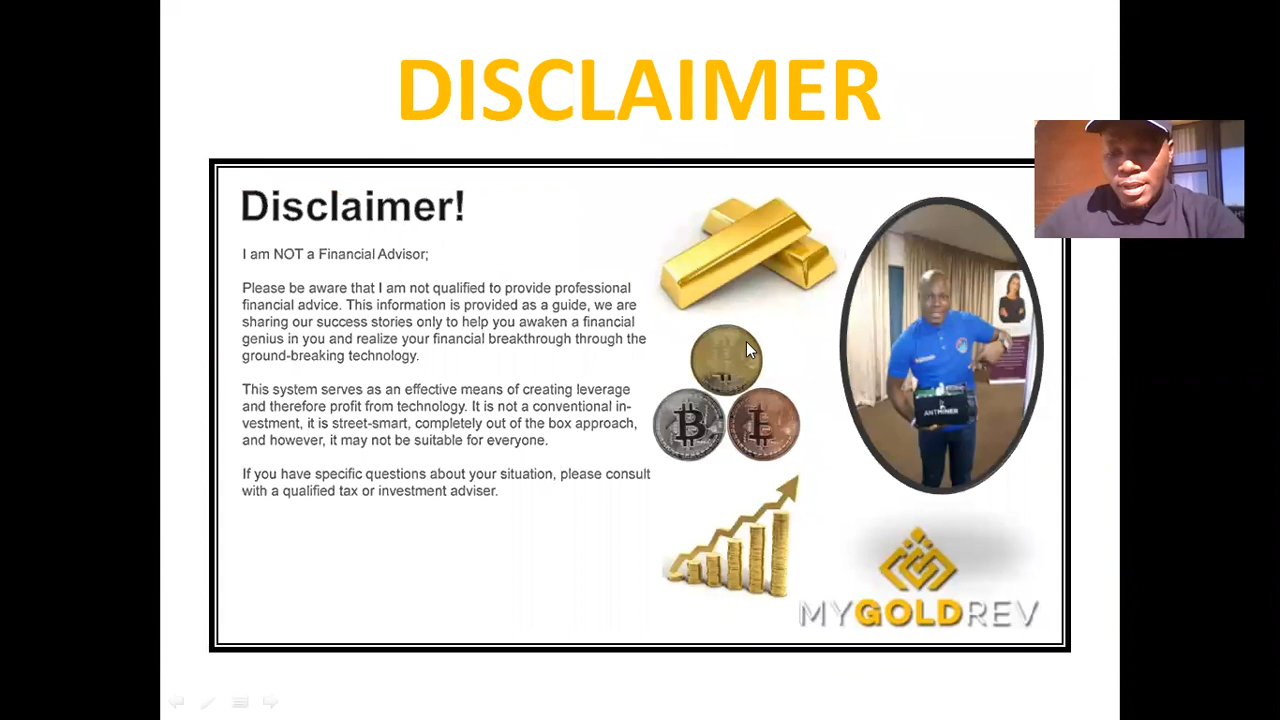 DISCLAIMER
Disclaimer!
I am NOT a Financial Advisor;
Please be aware that I am not qualified to provide professional
financial advice. This information is provided as a guide, we are
sharing our success stories only to help you awaken a financial
genius in you and realize your financial breakthrough through the
ground-breaking technology.
This system serves as an effective means of creating leverage
and therefore profit from technology. It is not a conventional in-
vestment, it is street-smart, completely out of the box approach,
and however, it may not be suitable for everyone.
If you have specific questions about your situation, please consult
with a qualified tax or investment adviser.
ANTMINER
MYGOLDREV